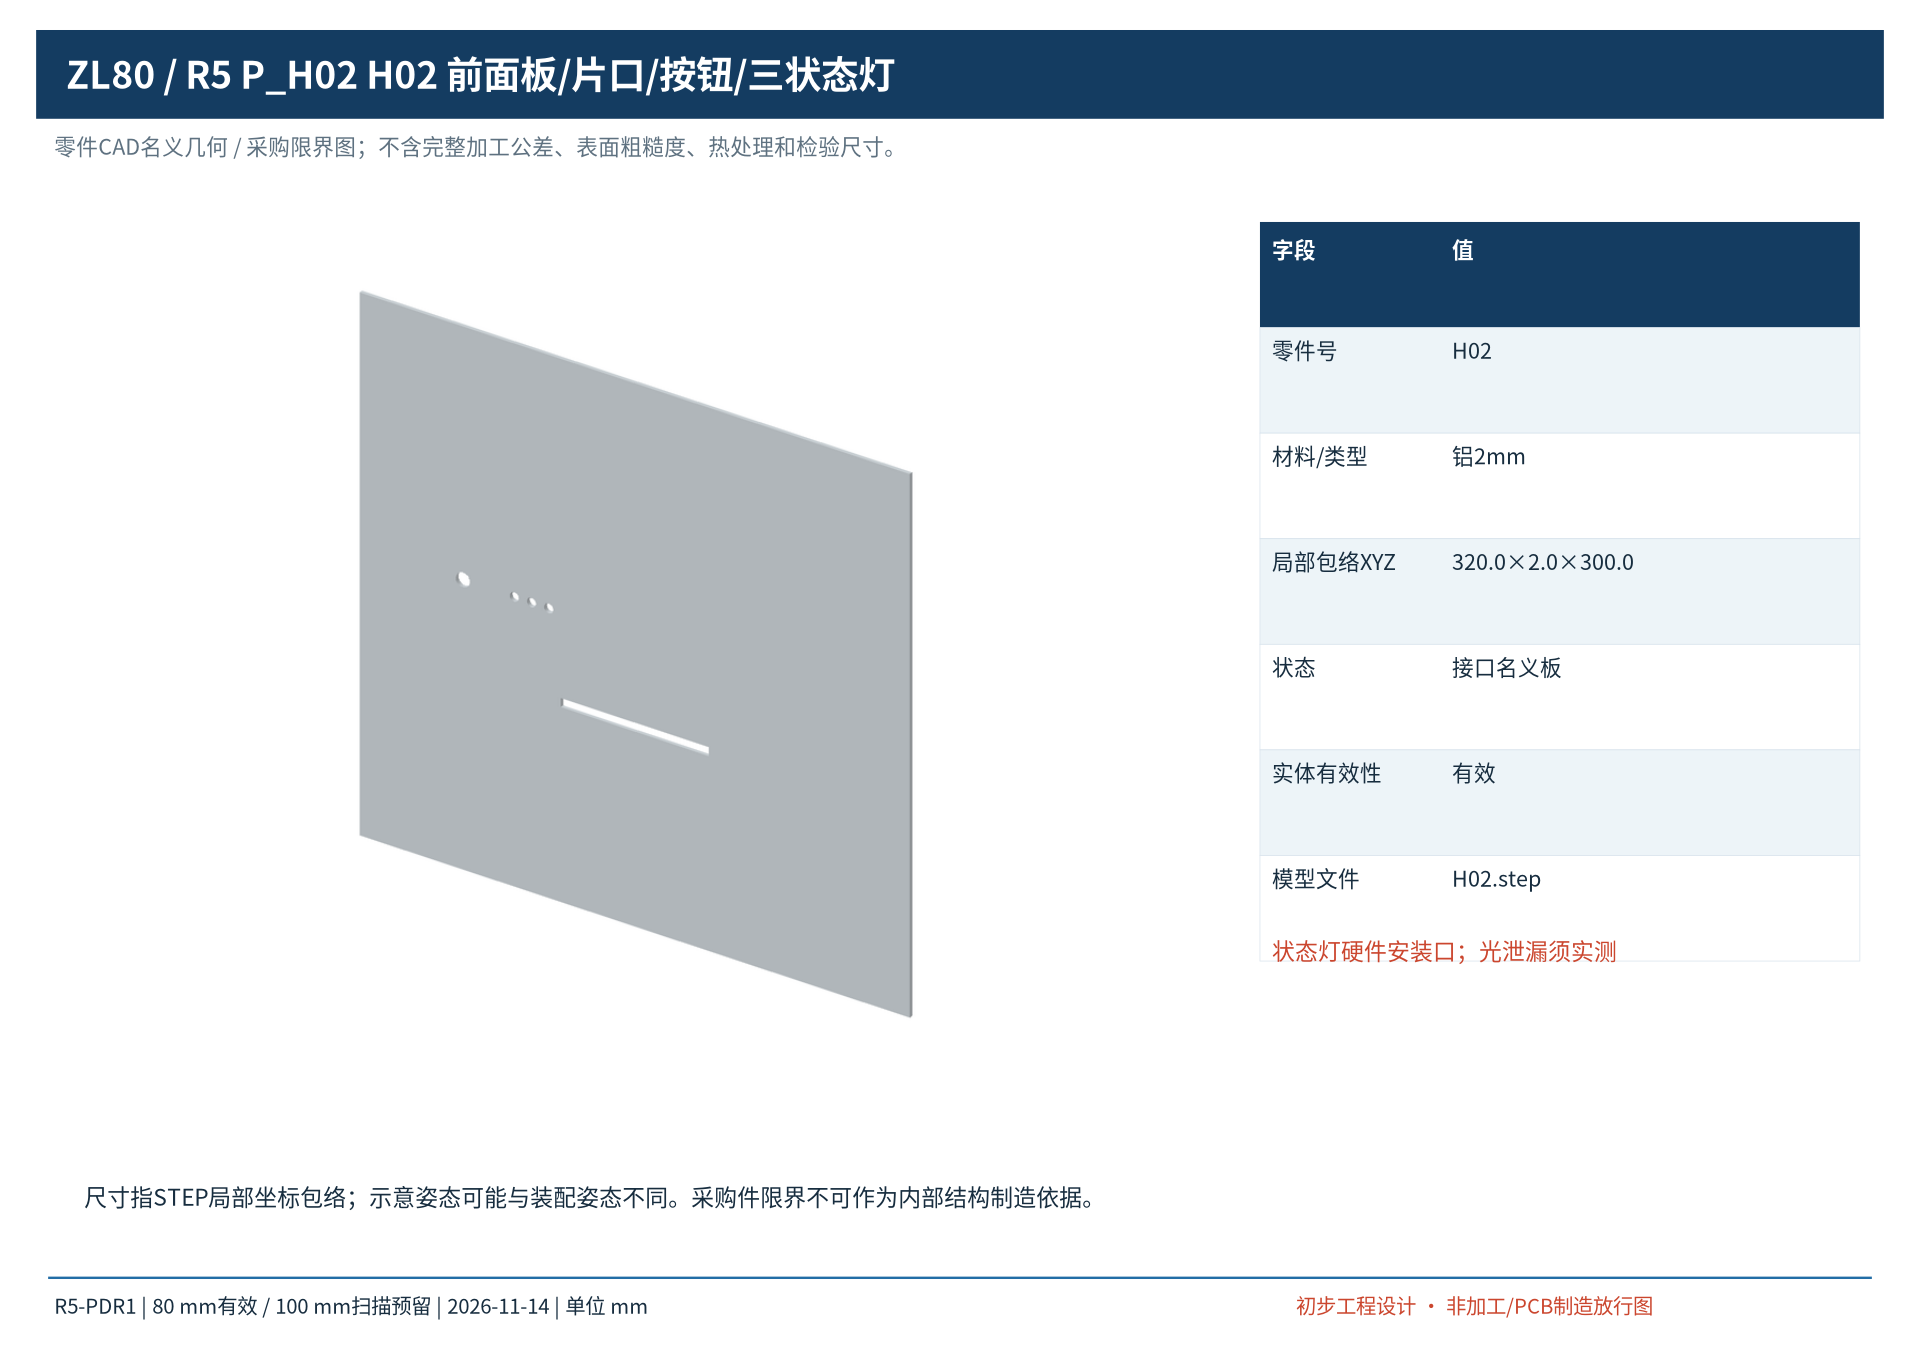 ZL80 / R5 P_H02 H02 前面板/片口/按钮/三状态灯
零件CAD名义几何 / 采购限界图；不含完整加工公差、表面粗糙度、热处理和检验尺寸。
字段 值
零件号 H02
材料/类型 铝2mm
局部包络XYZ 320.0×2.0×300.0
状态 接口名义板
实体有效性 有效
模型文件 H02.step
状态灯硬件安装口；光泄漏须实测
尺寸指STEP局部坐标包络；示意姿态可能与装配姿态不同。采购件限界不可作为内部结构制造依据。
R5-PDR1 | 80 mm有效 / 100 mm扫描预留 | 2026-11-14 | 单位 mm
初步工程设计 · 非加工/PCB制造放行图